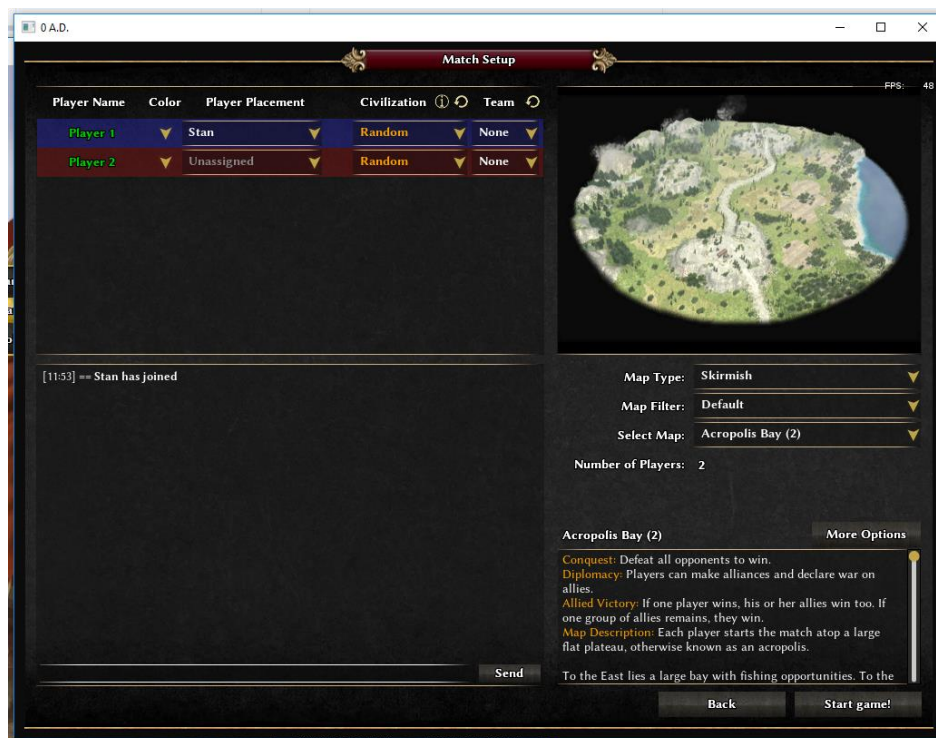 0 A.D.
Match Setup
FPS: 48
Player Name Color Player Placement Civilization Team
Player 1 Stan Random None
Player 2 Unassigned Random None
[11:53] == Stan has joined
Map Type: Skirmish
Map Filter: Default
Select Map: Acropolis Bay (2)
Number of Players: 2
Acropolis Bay (2) More Options
Conquest: Defeat all opponents to win.
Diplomacy: Players can make alliances and declare war on
allies.
Allied Victory: If one player wins, his or her allies win too. If
one group of allies remains, they win.
Map Description: Each player starts the match atop a large
flat plateau, otherwise known as an acropolis.
To the East lies a large bay with fishing opportunities. To the
Send
Back Start game!